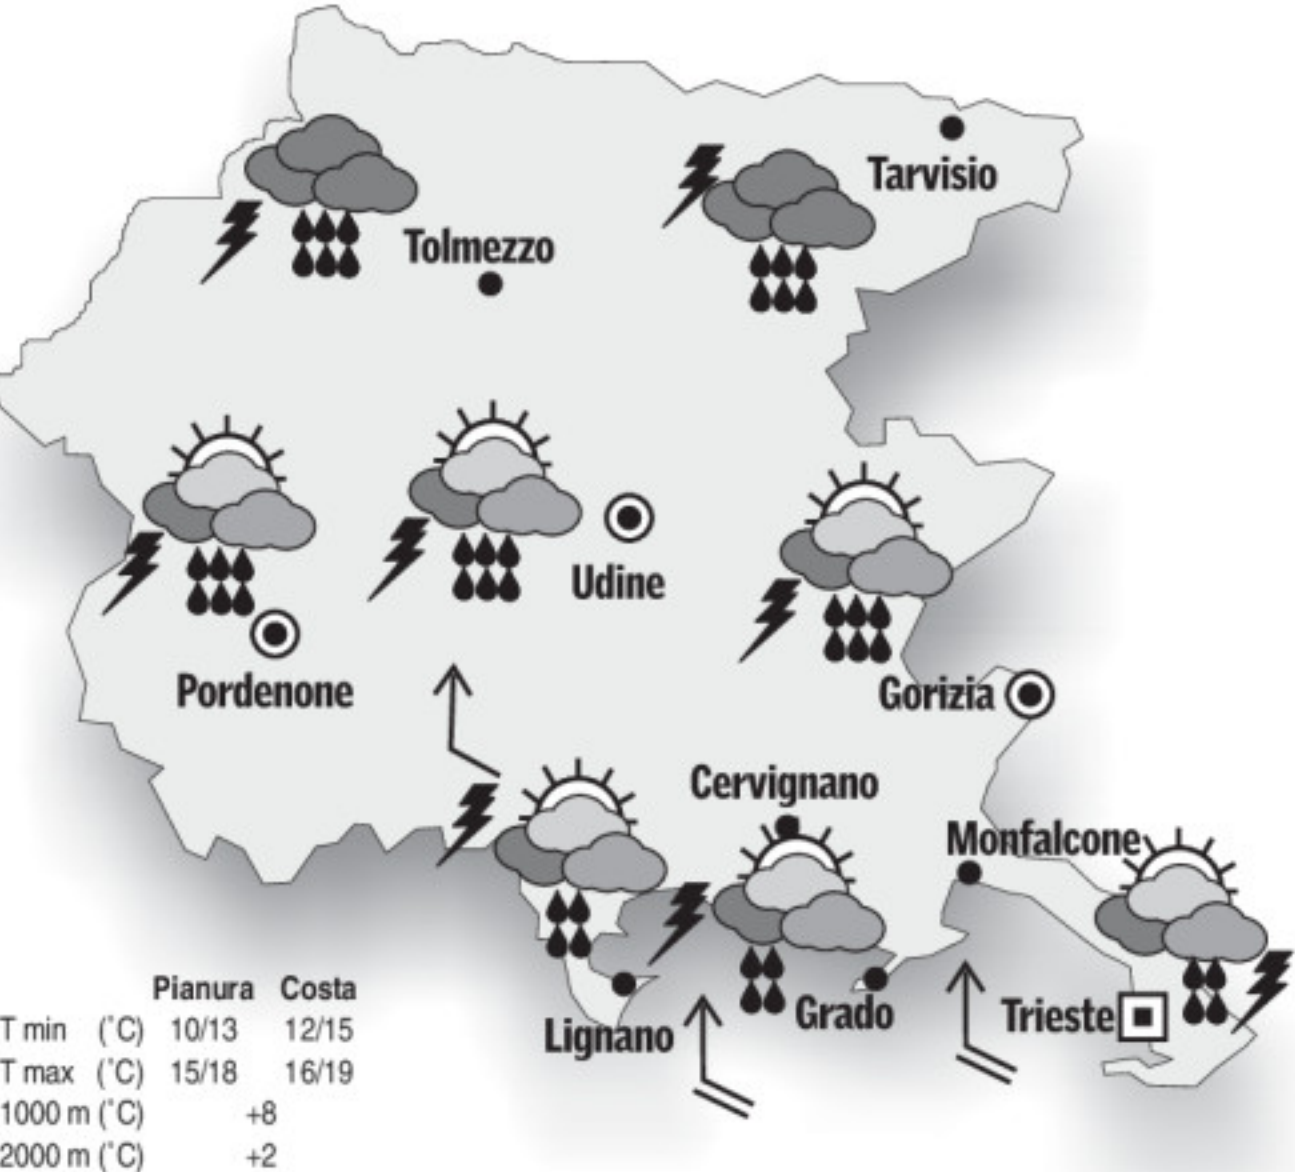 Tarvisio
Tolmezzo
Udine
Pordenone
Gorizia
Cervignano
Monfalcone
Grado
Trieste
Lignano
Pianura Costa
T min (°C) 10/13 12/15
T max (°C) 15/18 16/19
1000 m (°C) +8
2000 m (°C) +2